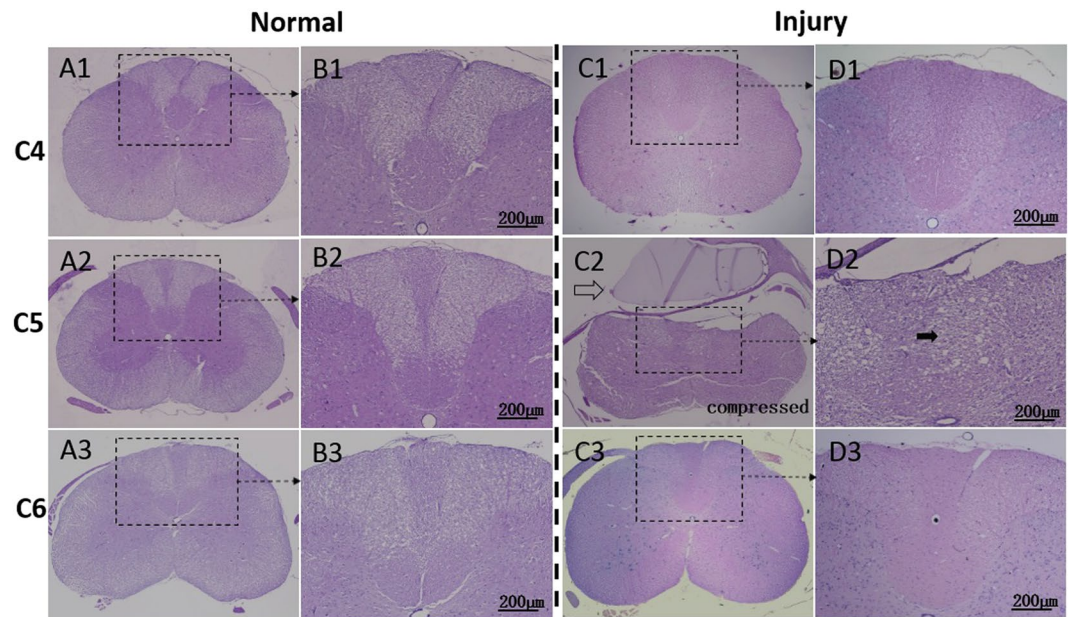 Normal Injury
C4 A1 B1 200μm C1 D1 200μm
C5 A2 B2 200μm C2 compressed D2 200μm
C6 A3 B3 200μm C3 D3 200μm